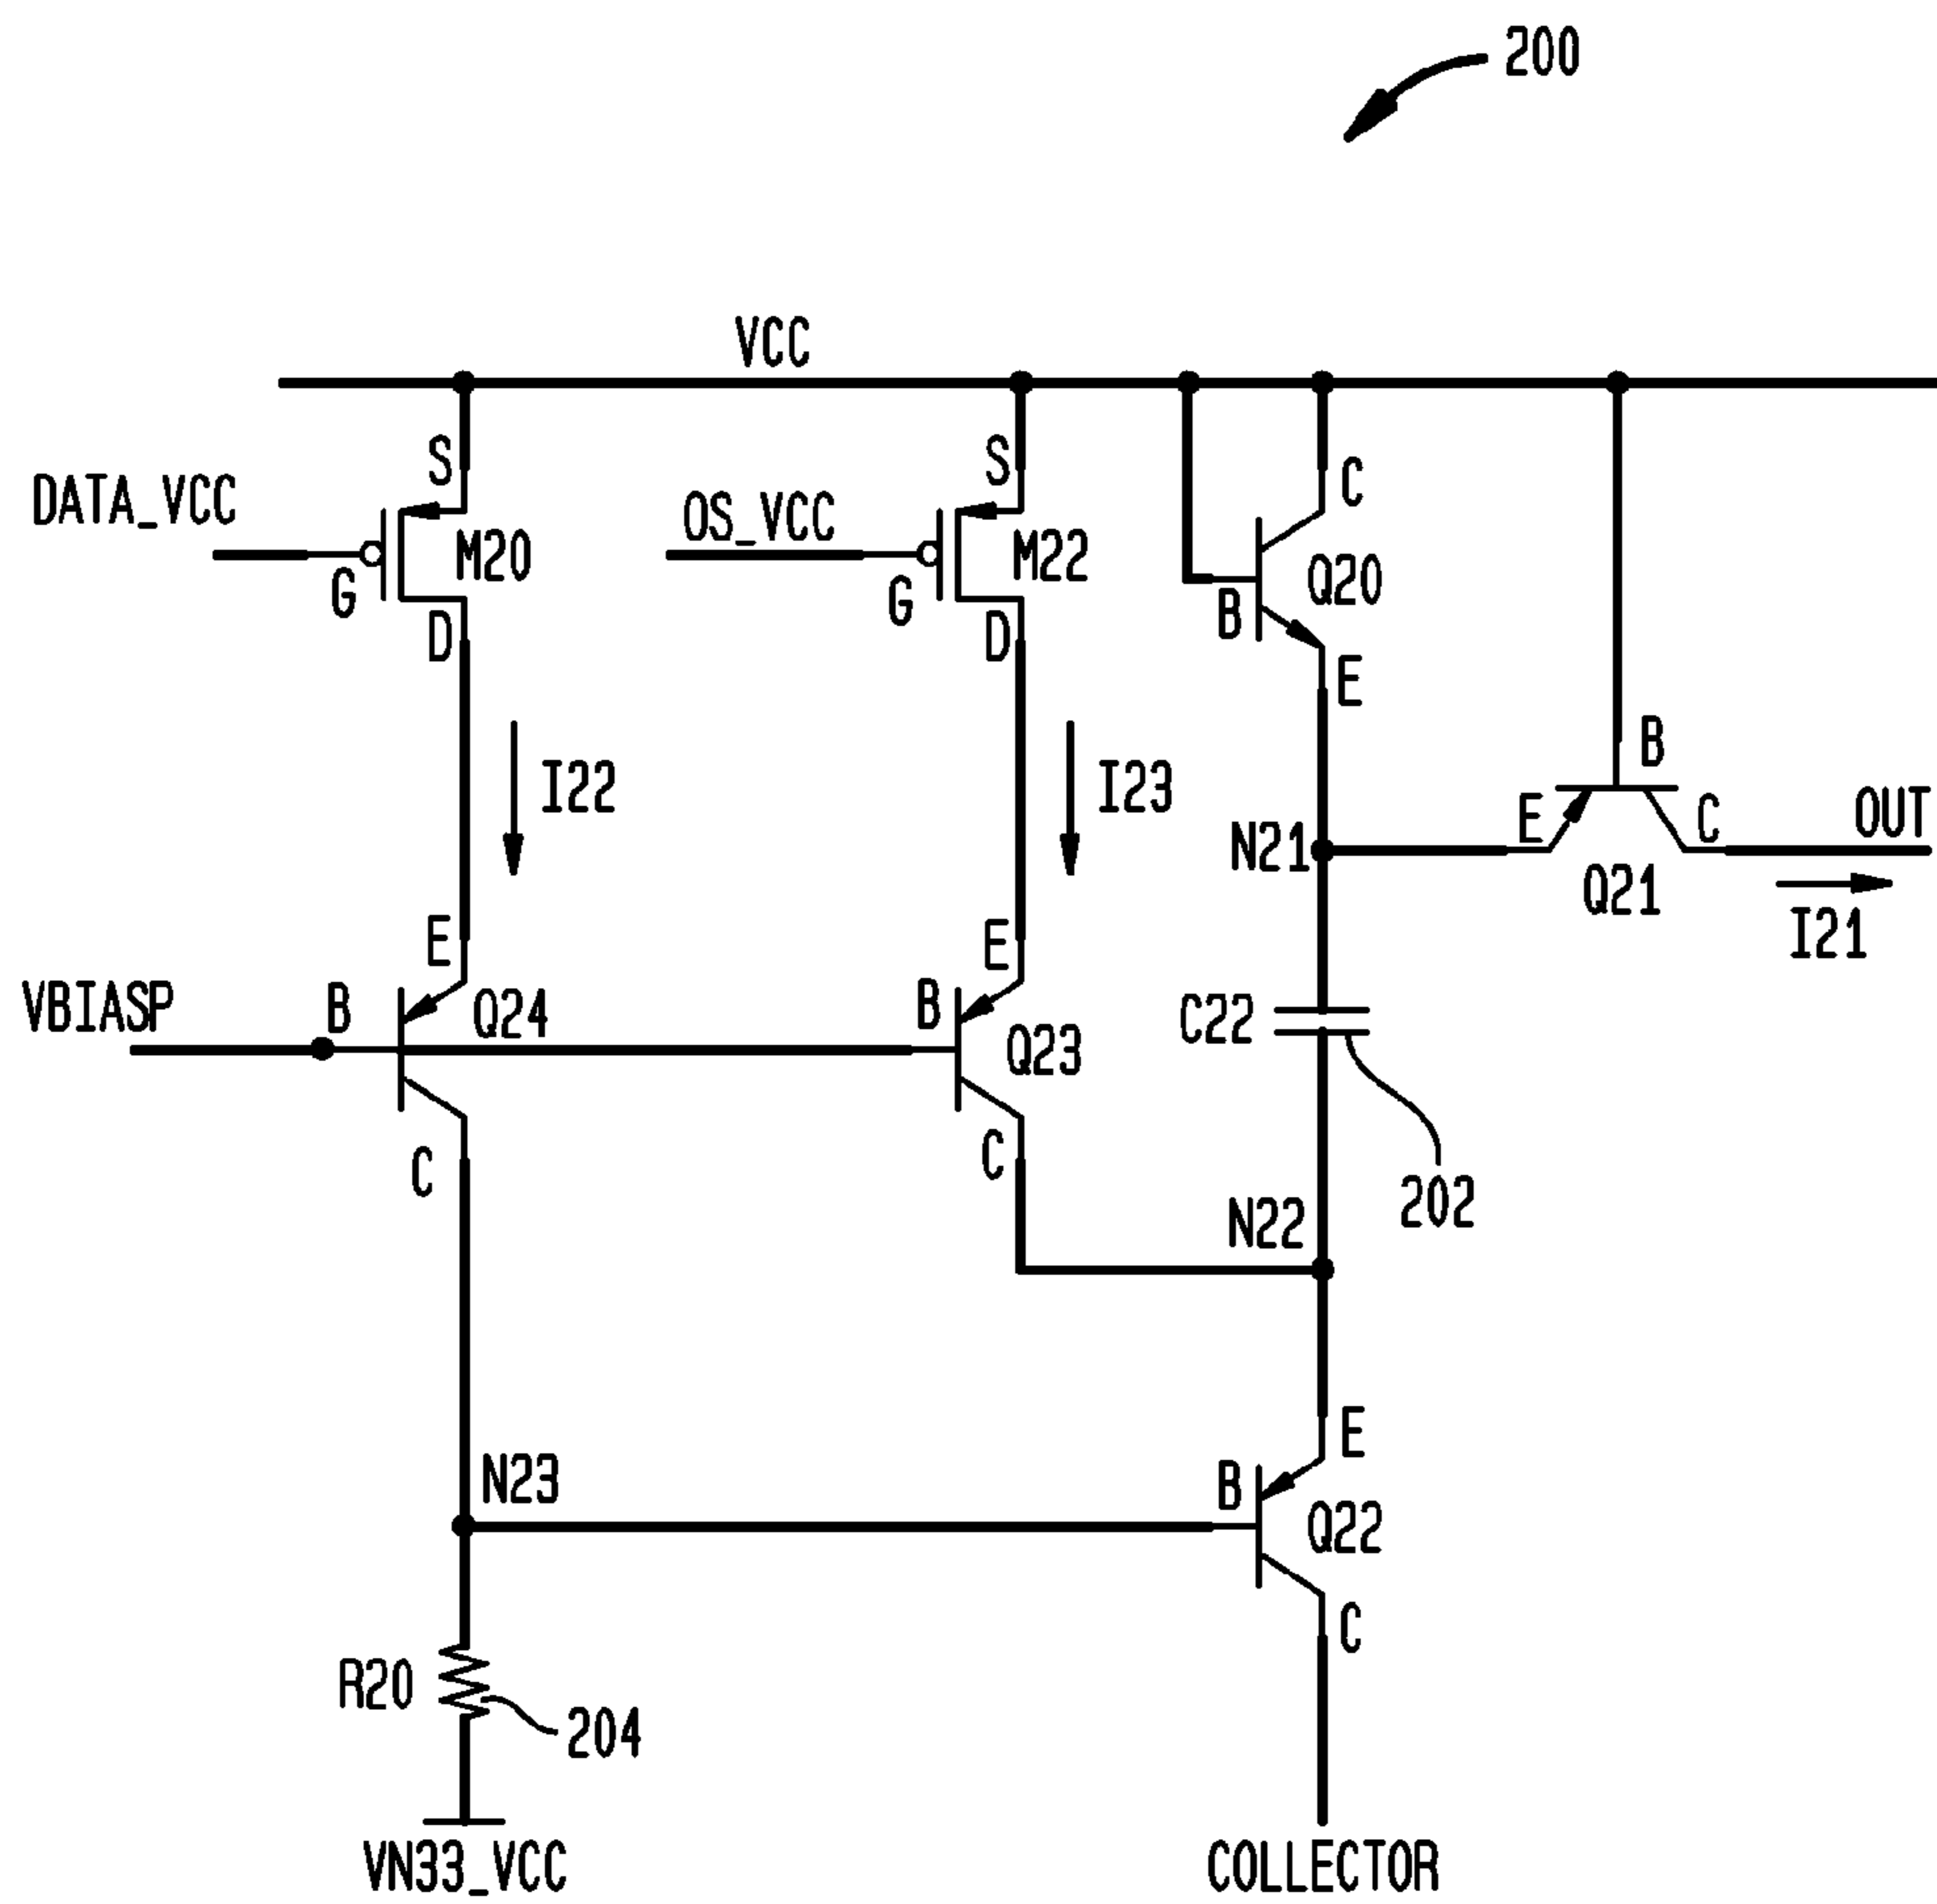 200
VCC
S
S
C
DATA_VCC
OS_VCC
M20
M22
Q20
G
G
B
D
D
E
B
I22
I23
N21
E
C
OUT
Q21
I21
E
E
VBIASP
B
Q24
B
Q23
C22
C
C
202
N22
E
N23
B
Q22
C
R20
204
VN33_VCC
COLLECTOR